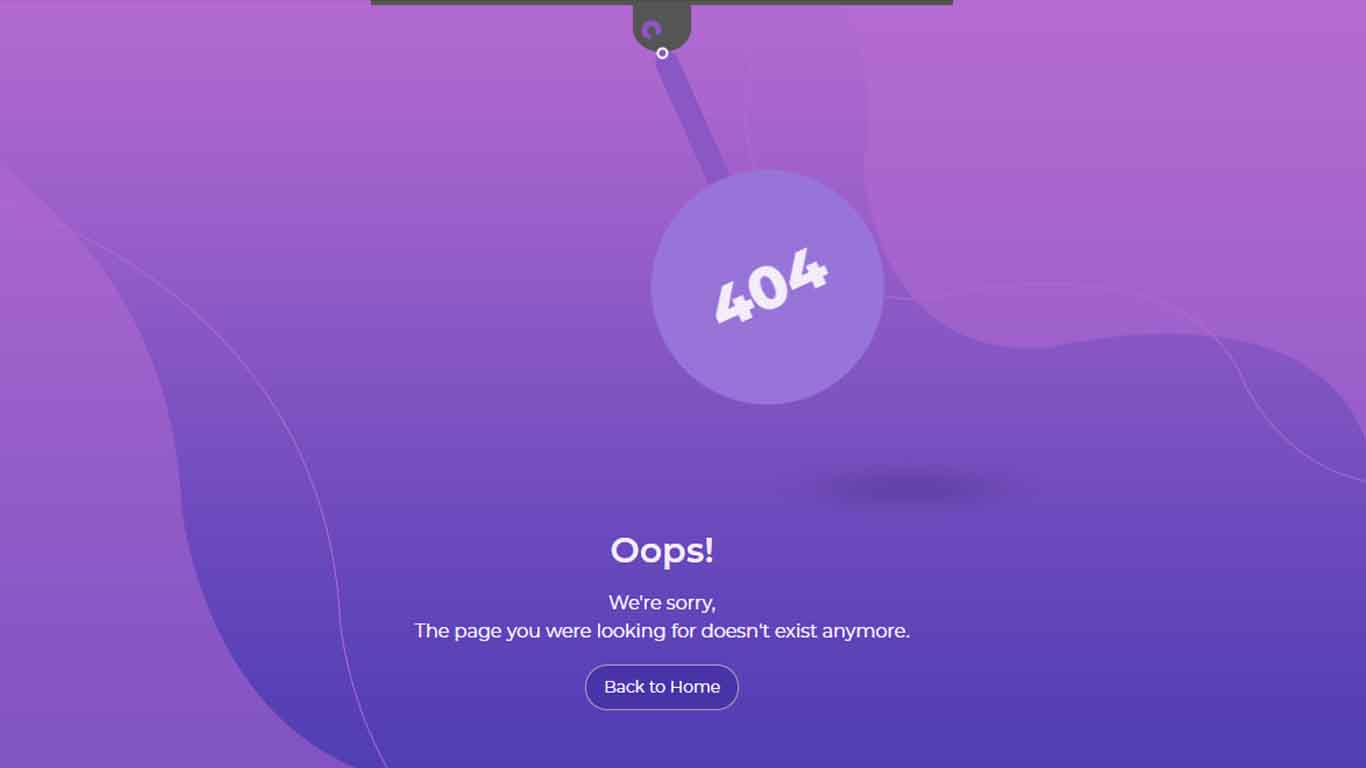 404
Oops!
We're sorry,
The page you were looking for doesn't exist anymore.
Back to Home